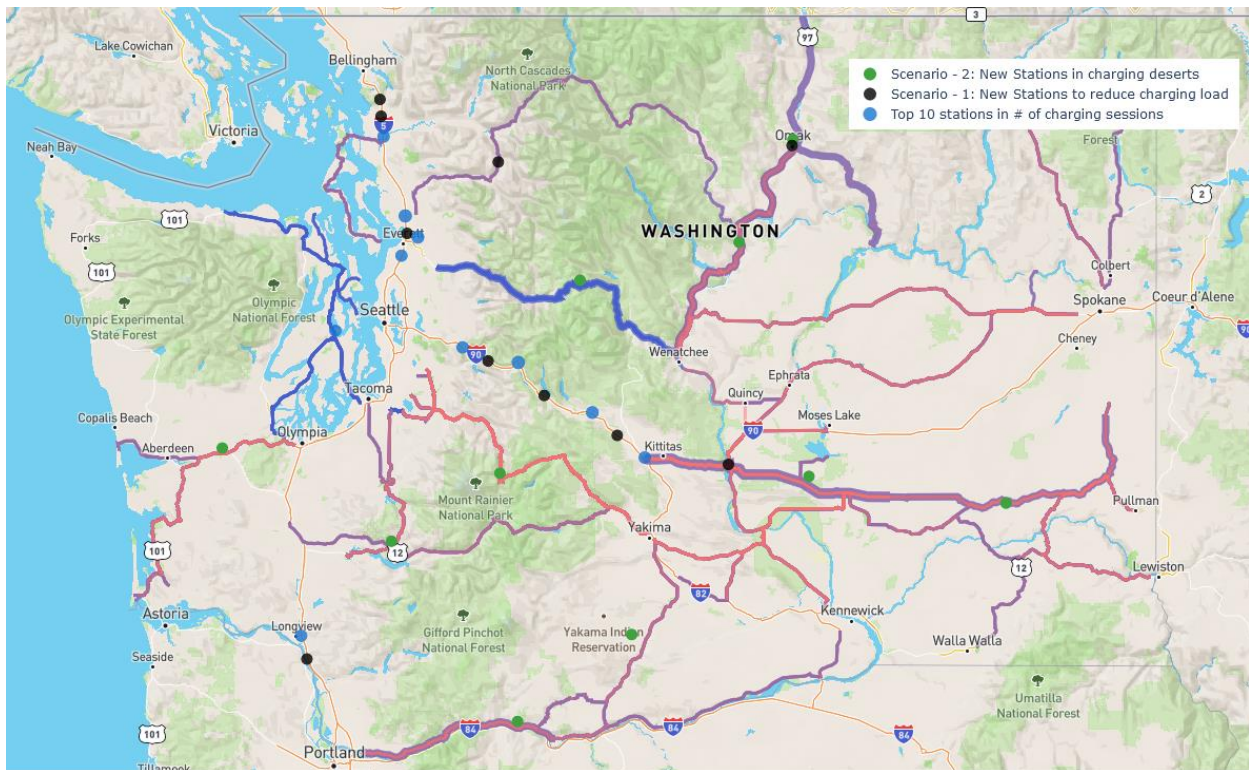 3
97
Lake Cowichan
Bellingham
North Cascades
National Park
Scenario - 2: New Stations in charging deserts
Scenario - 1: New Stations to reduce charging load
Top 10 stations in # of charging sessions
5
Victoria
Omak
Forest
Neah Bay
2
101
Everett
WASHINGTON
Forks
101
Colbert
Olympic
National Forest
Spokane
Coeur d'Alene
Olympic Experimental
State Forest
Seattle
90
Cheney
90
Wenatchee
Ephrata
Tacoma
Quincy
Copalis Beach
Moses Lake
90
Aberdeen
Olympia
Kittitas
Mount Rainier
National Park
Pullman
Yakima
101
12
12
Lewiston
82
Astoria
Kennewick
Longview
Gifford Pinchot
National Forest
Yakama Indian
Reservation
Walla Walla
Seaside
Umatilla
National Forest
84
84
84
101
Portland
Tillamook